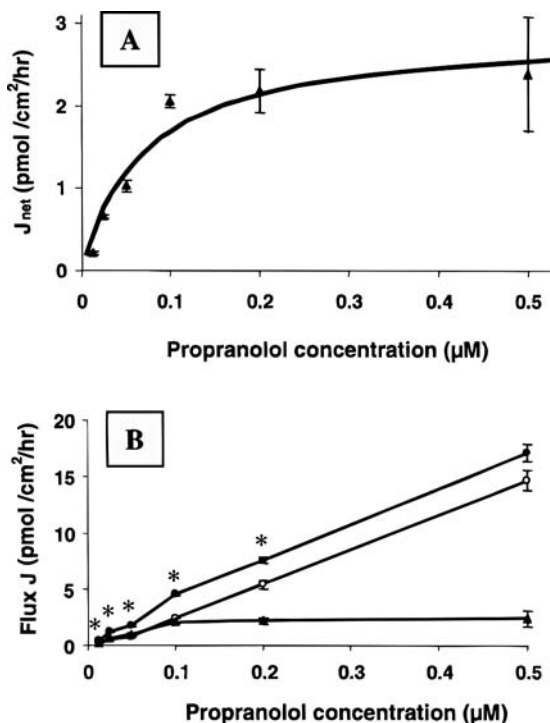 A
3
2
1
0
Jnet (pmol /cm2/hr)
0 0.1 0.2 0.3 0.4 0.5
Propranolol concentration (µM)
B
20
15
10
5
0
Flux J (pmol /cm2/hr)
* * * * *
0 0.1 0.2 0.3 0.4 0.5
Propranolol concentration (µM)